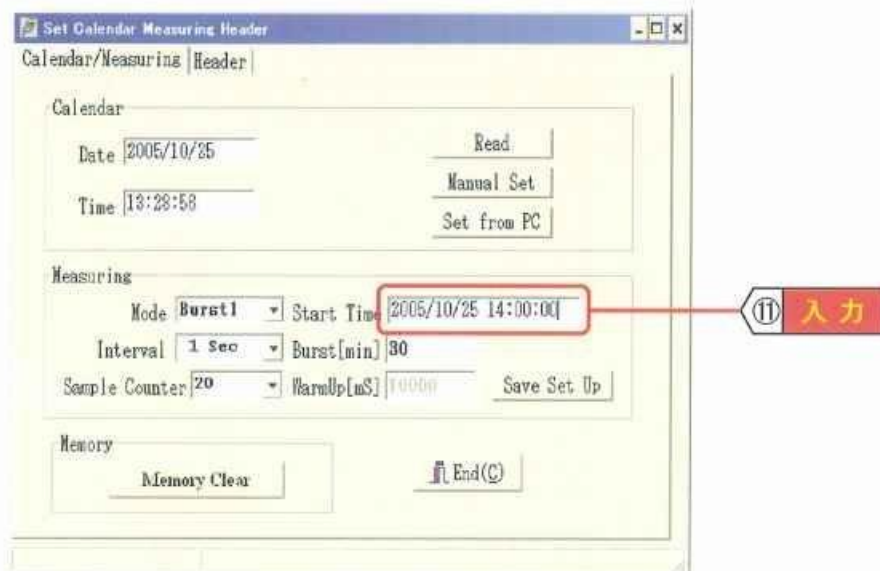 Set Calendar Measuring Header
Calendar/Measuring Header
Calendar
Date 2005/10/25
Read
Manual Set
Time 13:28:58
Set from PC
Measuring
Mode Burst1 Start Time 2005/10/25 14:00:00
⑪ 入力
Interval 1 Sec Burst[min] 30
Sample Counter 20 WarmUp[mS] 10000 Save Set Up
Memory
Memory Clear
End(C)